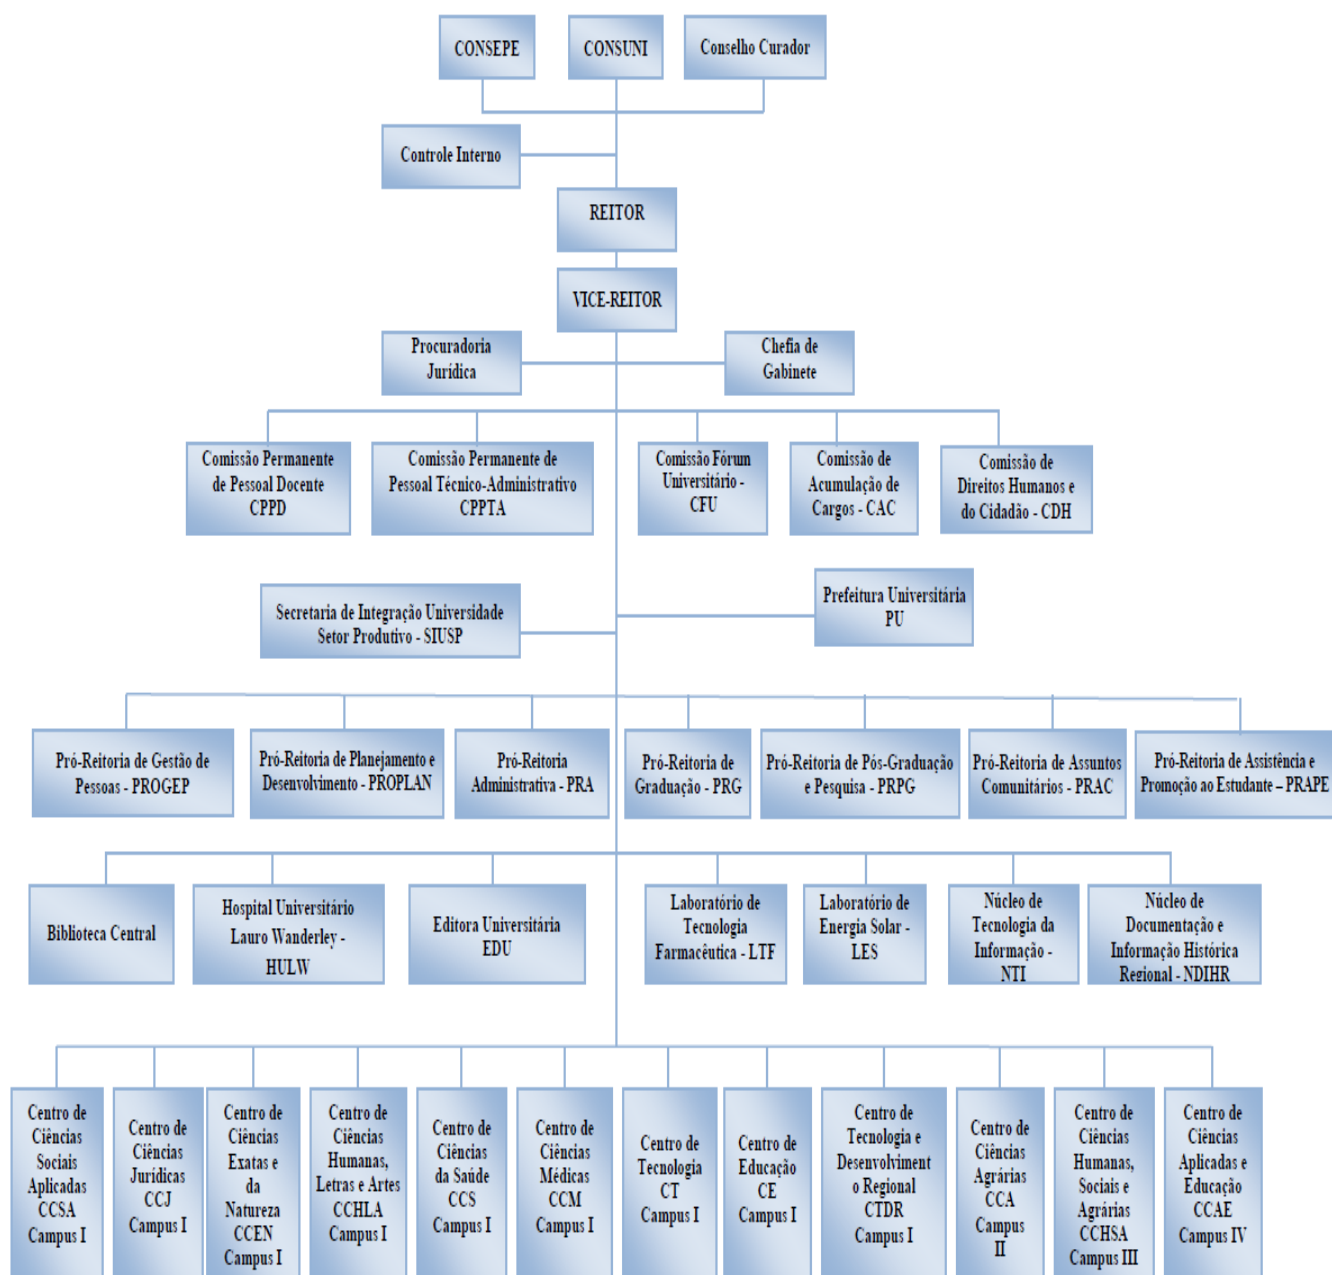 CONSEPE
CONSUNI
Conselho Curador
Controle Interno
REITOR
VICE-REITOR
Procuradoria
Jurídica
Chefia de
Gabinete
Comissão Permanente
de Pessoal Docente
CPPD
Comissão Permanente de
Pessoal Técnico-Administrativo
CPPTA
Comissão Fórum
Universitário -
CFU
Comissão de
Acumulação de
Cargos - CAC
Comissão de
Direitos Humanos e
do Cidadão - CDH
Secretaria de Integração Universidade
Setor Produtivo - SIUSP
Prefeitura Universitária
PU
Pró-Reitoria de Gestão de
Pessoas - PROGEP
Pró-Reitoria de Planejamento e
Desenvolvimento - PROPLAN
Pró-Reitoria
Administrativa - PRA
Pró-Reitoria de
Graduação - PRG
Pró-Reitoria de Pós-Graduação
e Pesquisa - PRPG
Pró-Reitoria de Assuntos
Comunitários - PRAC
Pró-Reitoria de Assistência e
Promoção ao Estudante – PRAPE
Biblioteca Central
Hospital Universitário
Lauro Wanderley -
HULW
Editora Universitária
EDU
Laboratório de
Tecnologia
Farmacêutica - LTF
Laboratório de
Energia Solar -
LES
Núcleo de
Tecnologia da
Informação -
NTI
Núcleo de
Documentação e
Informação Histórica
Regional - NDIHR
Centro de
Ciências
Sociais
Aplicadas
CCSA
Campus I
Centro de
Ciências
Jurídicas
CCJ
Campus I
Centro de
Ciências
Exatas e
da
Natureza
CCEN
Campus I
Centro de
Ciências
Humanas,
Letras e Artes
CCHLA
Campus I
Centro de
Ciências
da Saúde
CCS
Campus I
Centro de
Ciências
Médicas
CCM
Campus I
Centro de
Tecnologia
CT
Campus I
Centro de
Educação
CE
Campus I
Centro de
Tecnologia e
Desenvolviment
o Regional
CTDR
Campus I
Centro de
Ciências
Agrárias
CCA
Campus
II
Centro de
Ciências
Humanas,
Sociais e
Agrárias
CCHSA
Campus III
Centro de
Ciências
Aplicadas e
Educação
CCAE
Campus IV